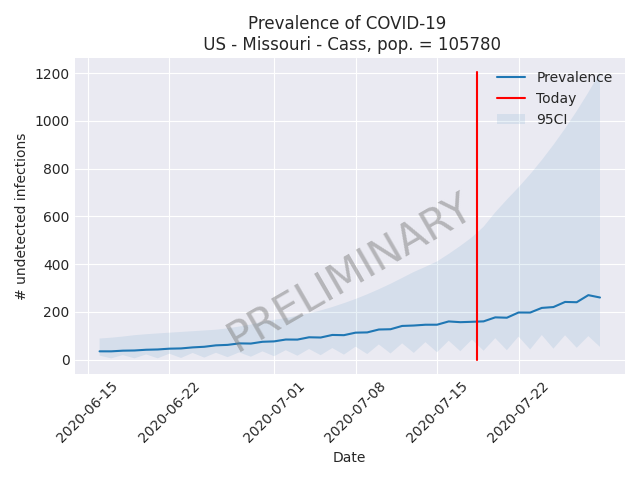 Prevalence of COVID-19
US - Missouri - Cass, pop. = 105780
1200
1000
800
600
400
200
0
# undetected infections
Prevalence
Today
95CI
PRELIMINARY
2020-06-15
2020-06-22
2020-07-01
2020-07-08
2020-07-15
2020-07-22
Date